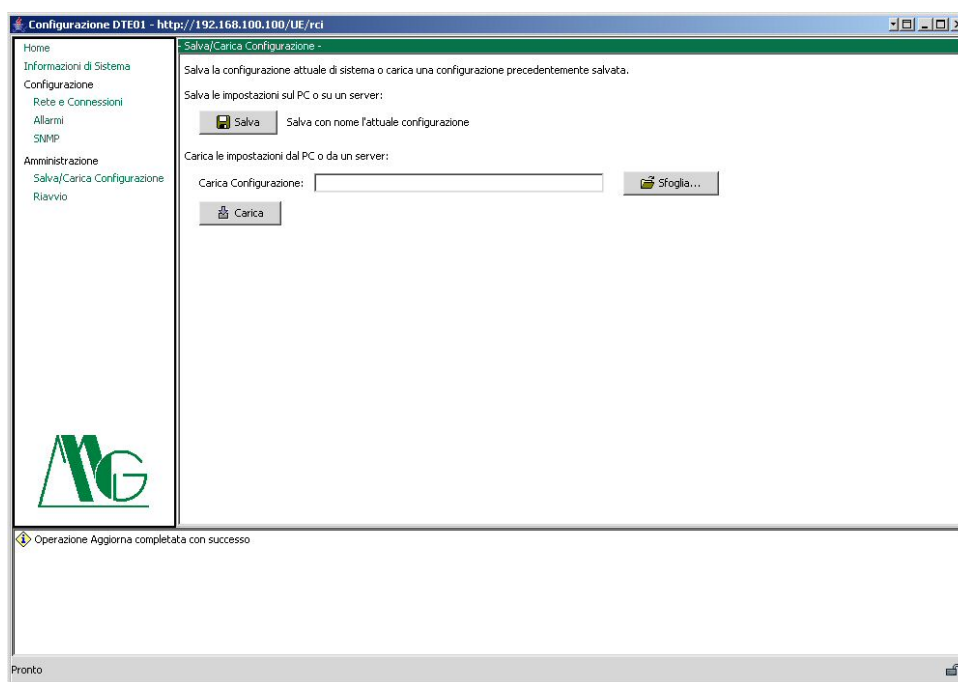 Configurazione DTE01 - http://192.168.100.100/UE/rci
Home
Informazioni di Sistema
Configurazione
Rete e Connessioni
Allarmi
SNMP
Amministrazione
Salva/Carica Configurazione
Riavvio
- Salva/Carica Configurazione -
Salva la configurazione attuale di sistema o carica una configurazione precedentemente salvata.
Salva le impostazioni sul PC o su un server:
Salva Salva con nome l'attuale configurazione
Carica le impostazioni dal PC o da un server:
Carica Configurazione: Sfoglia...
Carica
MG
Operazione Aggiorna completata con successo
Pronto